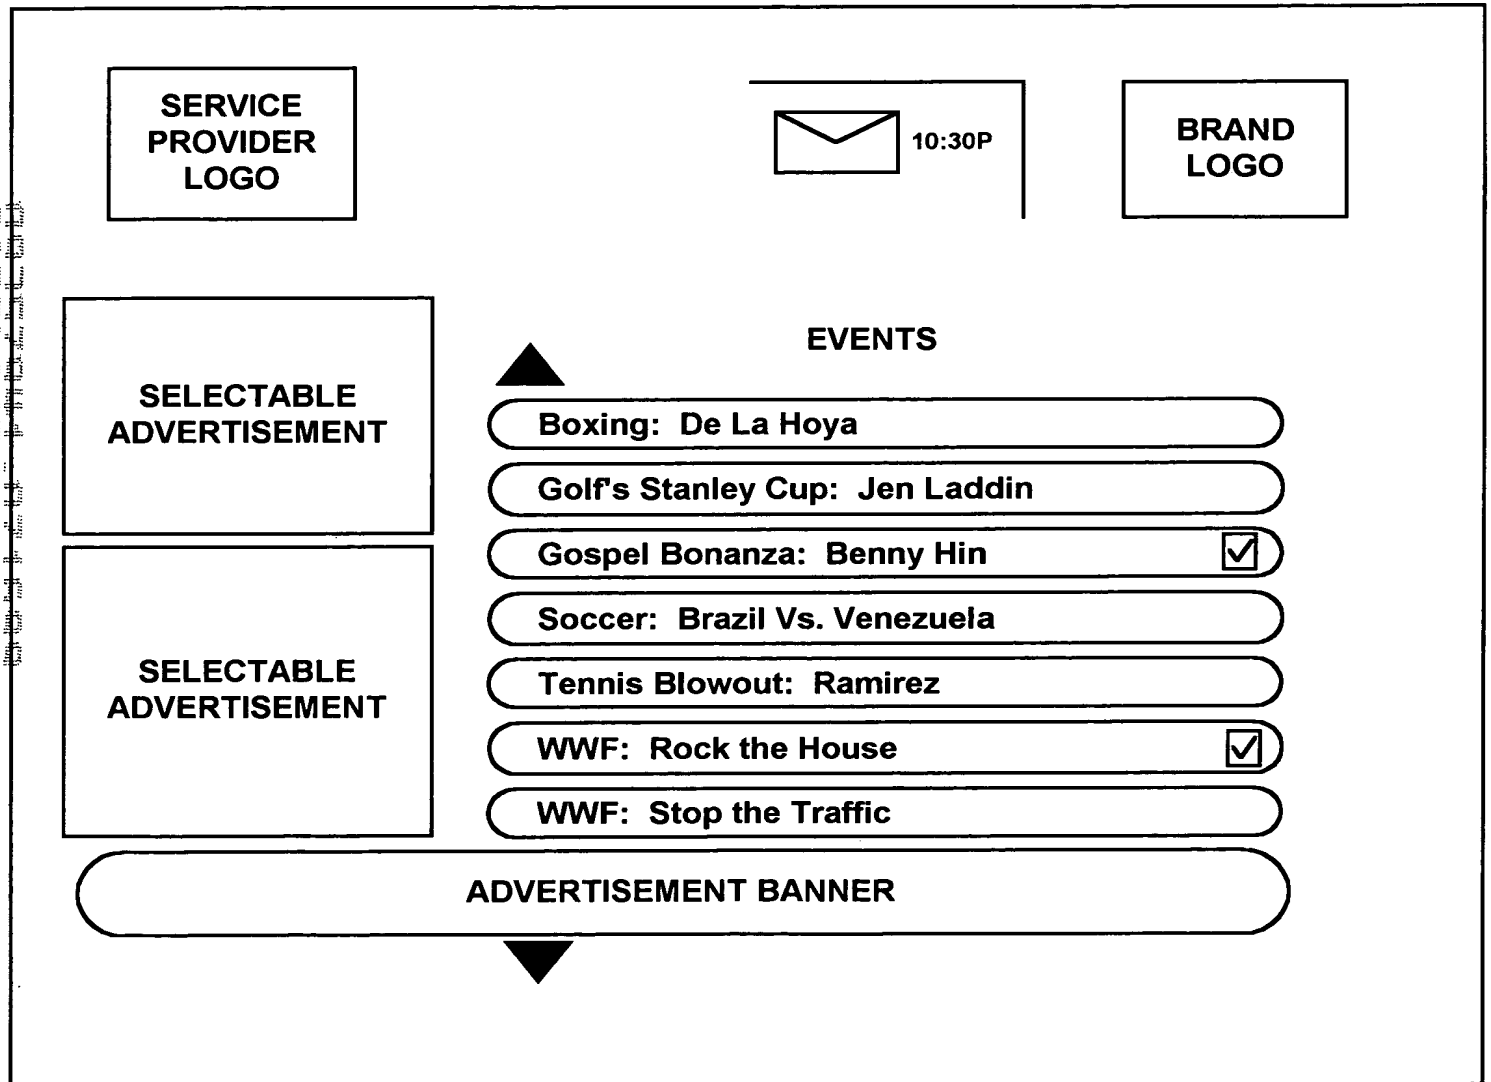 SERVICE
PROVIDER
LOGO
10:30P
BRAND
LOGO
SELECTABLE
ADVERTISEMENT
SELECTABLE
ADVERTISEMENT
EVENTS
Boxing: De La Hoya
Golf's Stanley Cup: Jen Laddin
Gospel Bonanza: Benny Hin
Soccer: Brazil Vs. Venezuela
Tennis Blowout: Ramirez
WWF: Rock the House
WWF: Stop the Traffic
ADVERTISEMENT BANNER